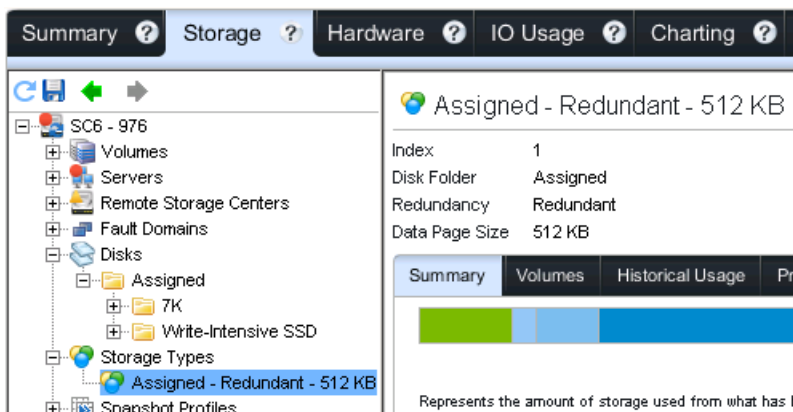 Summary ? Storage ? Hardware ? IO Usage ? Charting ?
SC6 - 976
Volumes
Servers
Remote Storage Centers
Fault Domains
Disks
Assigned
7K
Write-Intensive SSD
Storage Types
Assigned - Redundant - 512 KB
Snapshot Profiles
Assigned - Redundant - 512 KB
Index 1
Disk Folder Assigned
Redundancy Redundant
Data Page Size 512 KB
Summary Volumes Historical Usage
Represents the amount of storage used from what has